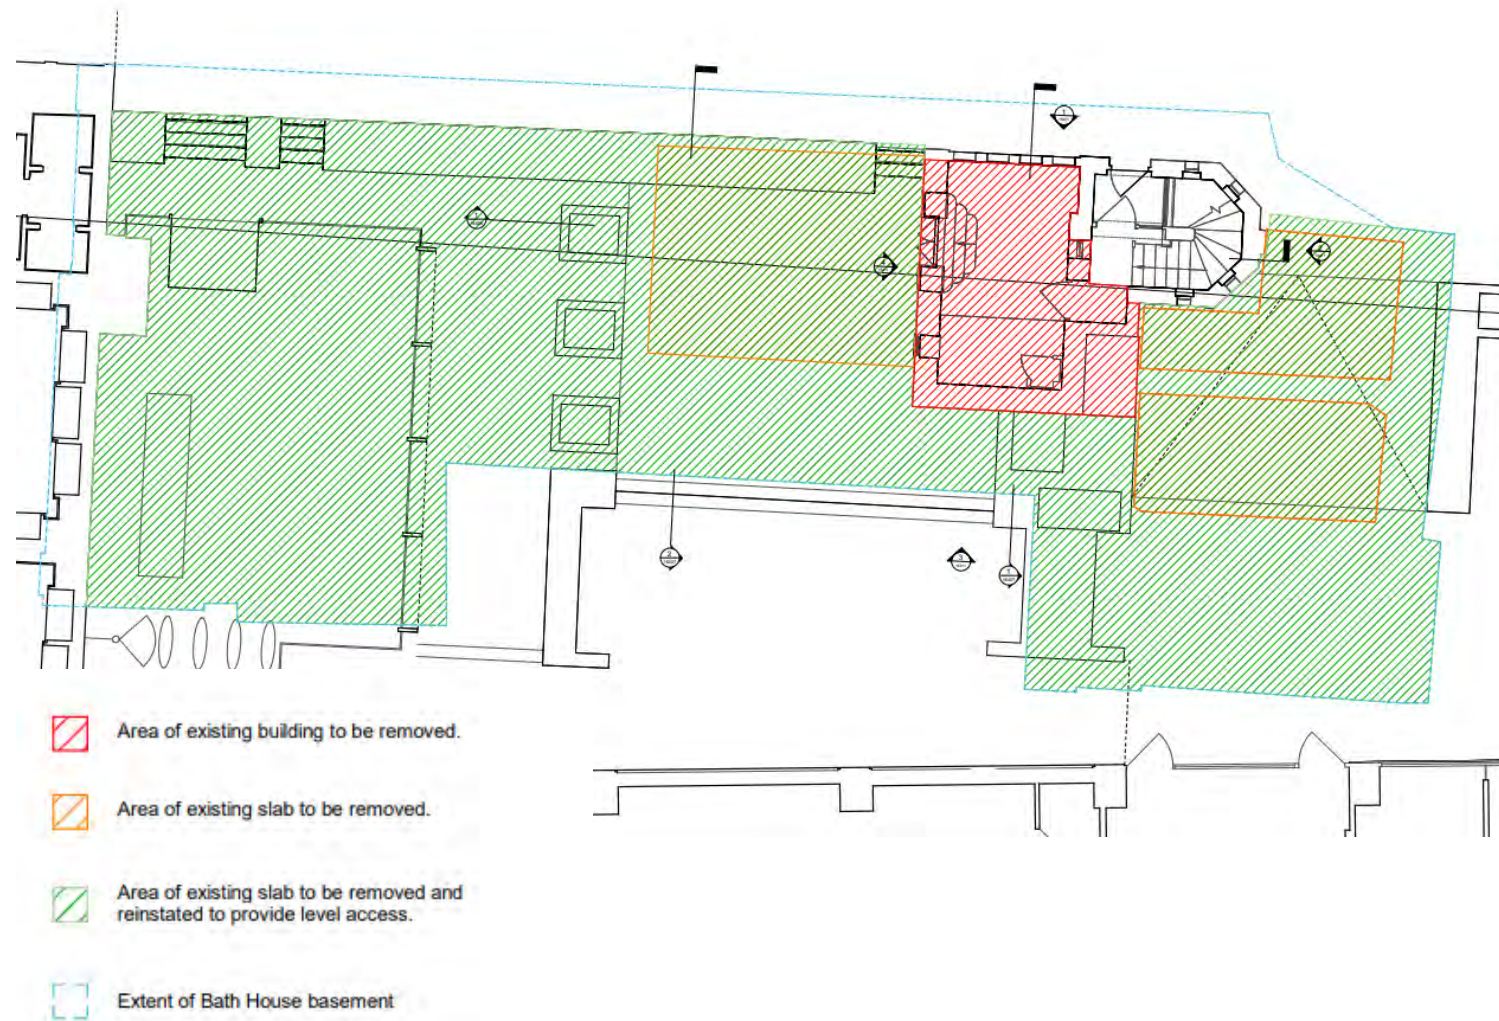 Area of existing building to be removed.
Area of existing slab to be removed.
Area of existing slab to be removed and
reinstated to provide level access.
Extent of Bath House basement